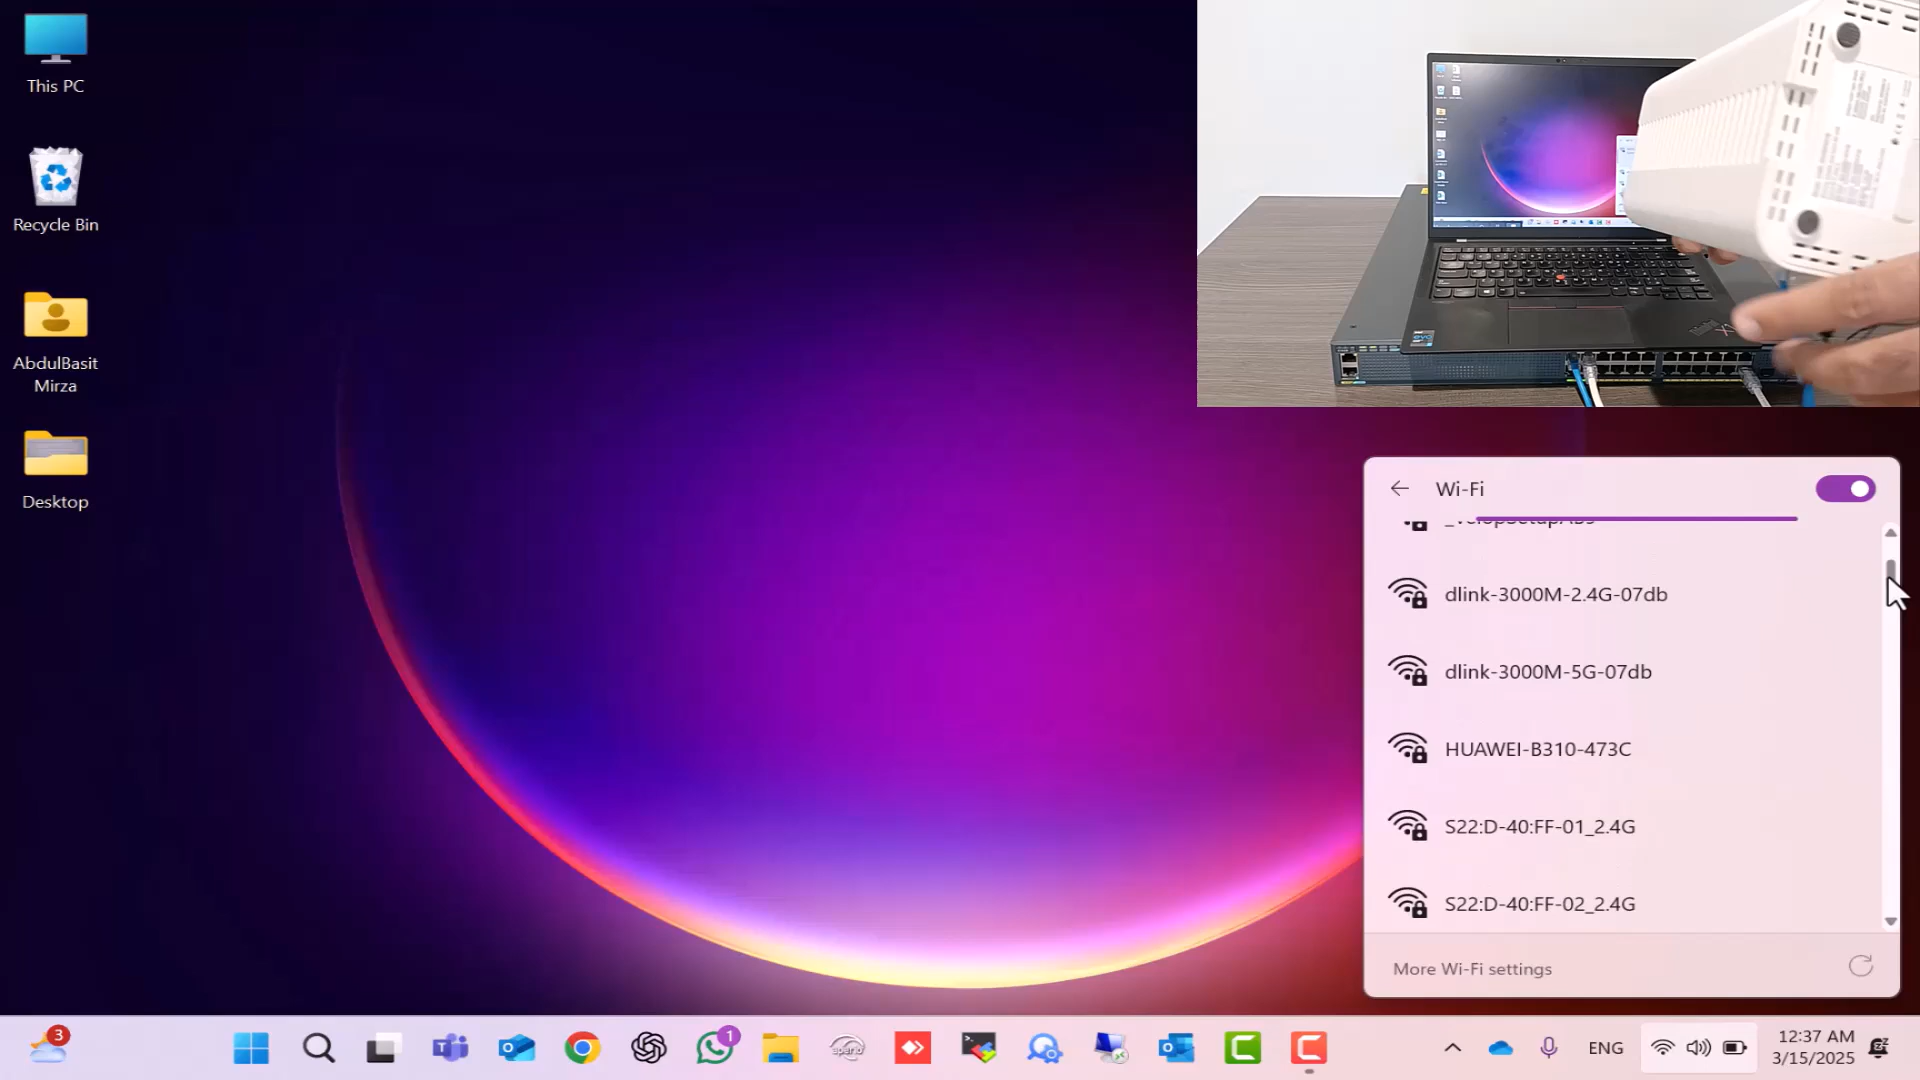 This PC
Recycle Bin
AbdulBasit
Mirza
Desktop
Wi-Fi
dlink-3000M-2.4G-07db
dlink-3000M-5G-07db
HUAWEI-B310-473C
S22:D-40:FF-01_2.4G
S22:D-40:FF-02_2.4G
More Wi-Fi settings
3
1
ENG
12:37 AM
3/15/2025